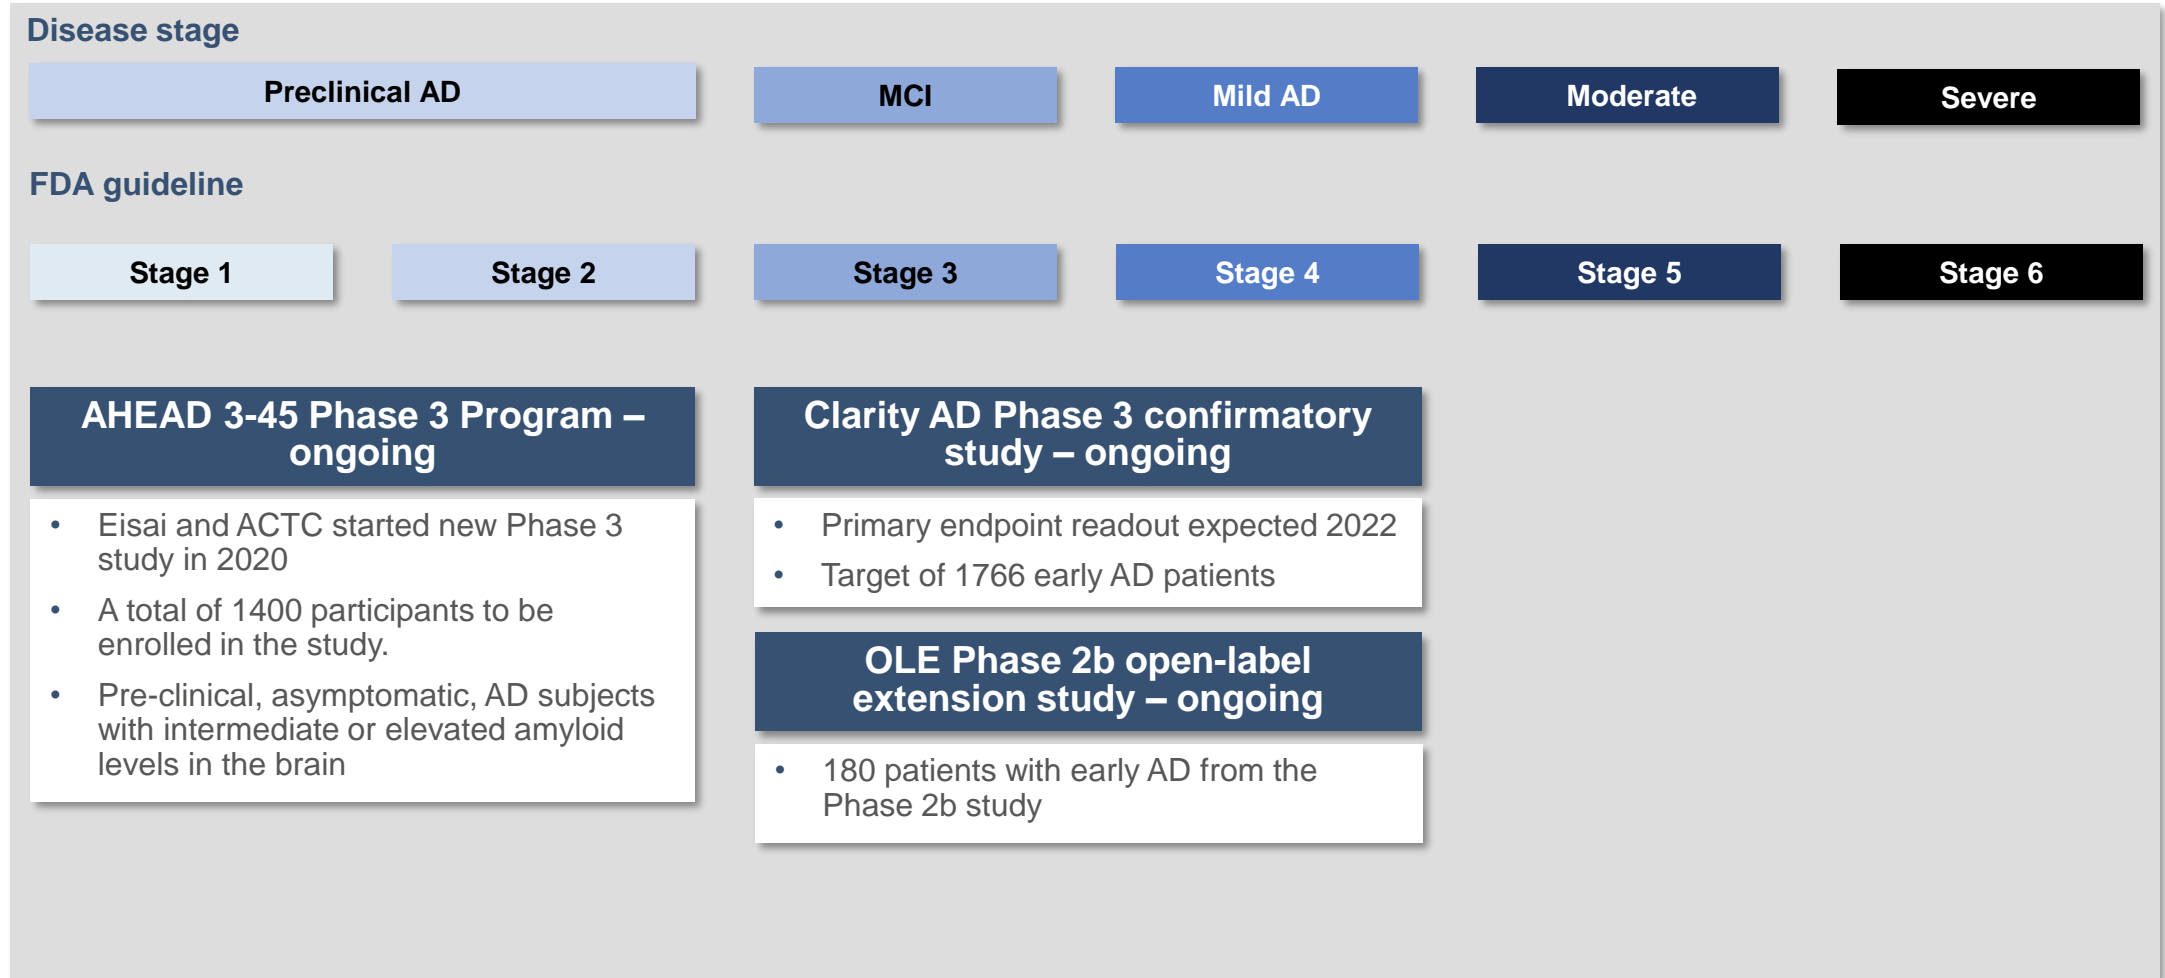 Disease stage
Preclinical AD
MCI
Mild AD
Moderate
Severe
FDA guideline
Stage 1
Stage 2
Stage 3
Stage 4
Stage 5
Stage 6
AHEAD 3-45 Phase 3 Program –
ongoing
• Eisai and ACTC started new Phase 3
study in 2020
• A total of 1400 participants to be
enrolled in the study.
• Pre-clinical, asymptomatic, AD subjects
with intermediate or elevated amyloid
levels in the brain
Clarity AD Phase 3 confirmatory
study – ongoing
• Primary endpoint readout expected 2022
• Target of 1766 early AD patients
OLE Phase 2b open-label
extension study – ongoing
• 180 patients with early AD from the
Phase 2b study